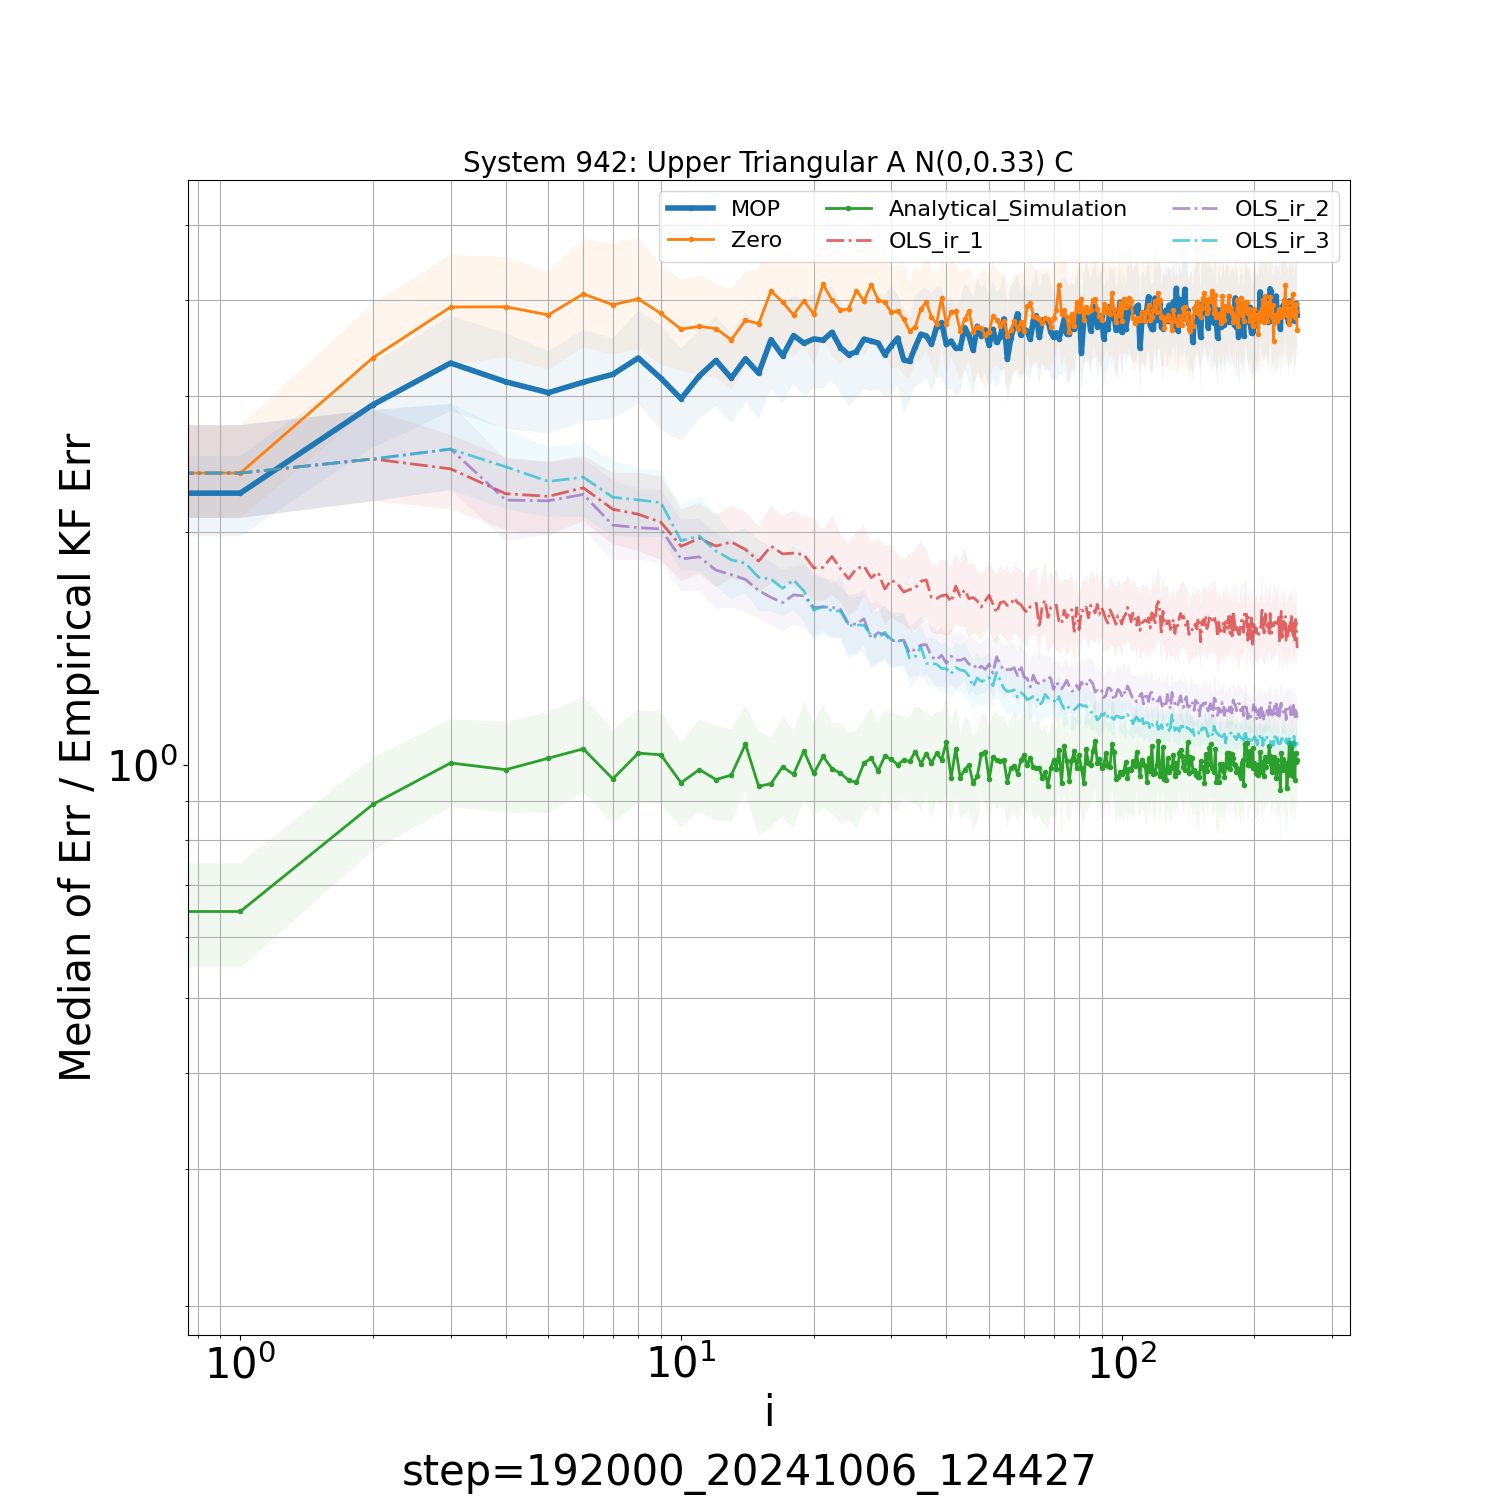 System 942: Upper Triangular A N(0,0.33) C
MOP
Zero
Analytical_Simulation
OLS_ir_1
OLS_ir_2
OLS_ir_3
Median of Err / Empirical KF Err
10⁰
10⁰
10¹
10²
i
step=192000_20241006_124427